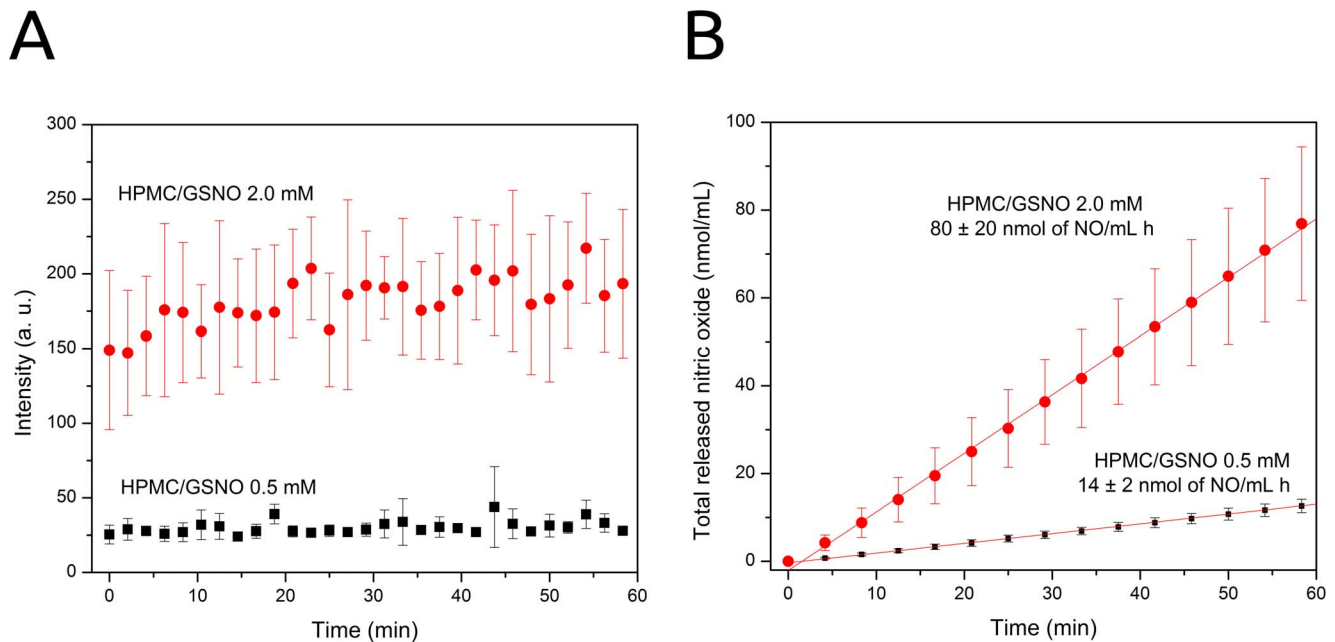 A
B
300
250
200
150
100
50
0
Intensity (a. u.)
HPMC/GSNO 2.0 mM
HPMC/GSNO 0.5 mM
0 10 20 30 40 50 60
Time (min)
100
80
60
40
20
0
Total released nitric oxide (nmol/mL)
HPMC/GSNO 2.0 mM
80 ± 20 nmol of NO/mL h
HPMC/GSNO 0.5 mM
14 ± 2 nmol of NO/mL h
0 10 20 30 40 50 60
Time (min)